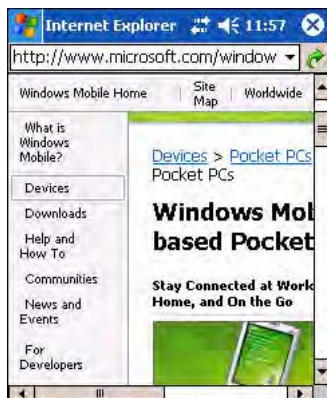 Internet Explorer 11:57
http://www.microsoft.com/window
Windows Mobile Home
Site
Map
Worldwide
What is
Windows
Mobile?
Devices
Downloads
Help and
How To
Communities
News and
Events
For
Developers
Devices > Pocket PCs
Pocket PCs
Windows Mob
based Pocket
Stay Connected at Work
Home, and On the Go